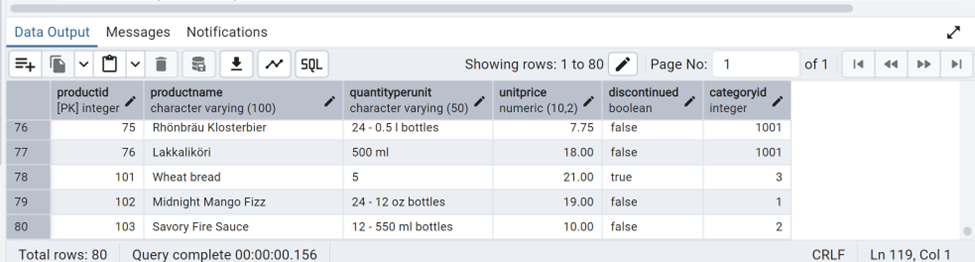 Data Output Messages Notifications
SQL Showing rows: 1 to 80 Page No: 1 of 1
productid productname quantityperunit unitprice discontinued categoryid
[PK] integer character varying (100) character varying (50) numeric (10,2) boolean integer
76 75 Rhönbräu Klosterbier 24 - 0.5 l bottles 7.75 false 1001
77 76 Lakkalikööri 500 ml 18.00 false 1001
78 101 Wheat bread 5 21.00 true 3
79 102 Midnight Mango Fizz 24 - 12 oz bottles 19.00 false 1
80 103 Savory Fire Sauce 12 - 550 ml bottles 10.00 false 2
Total rows: 80 Query complete 00:00:00.156 CRLF Ln 119, Col 1